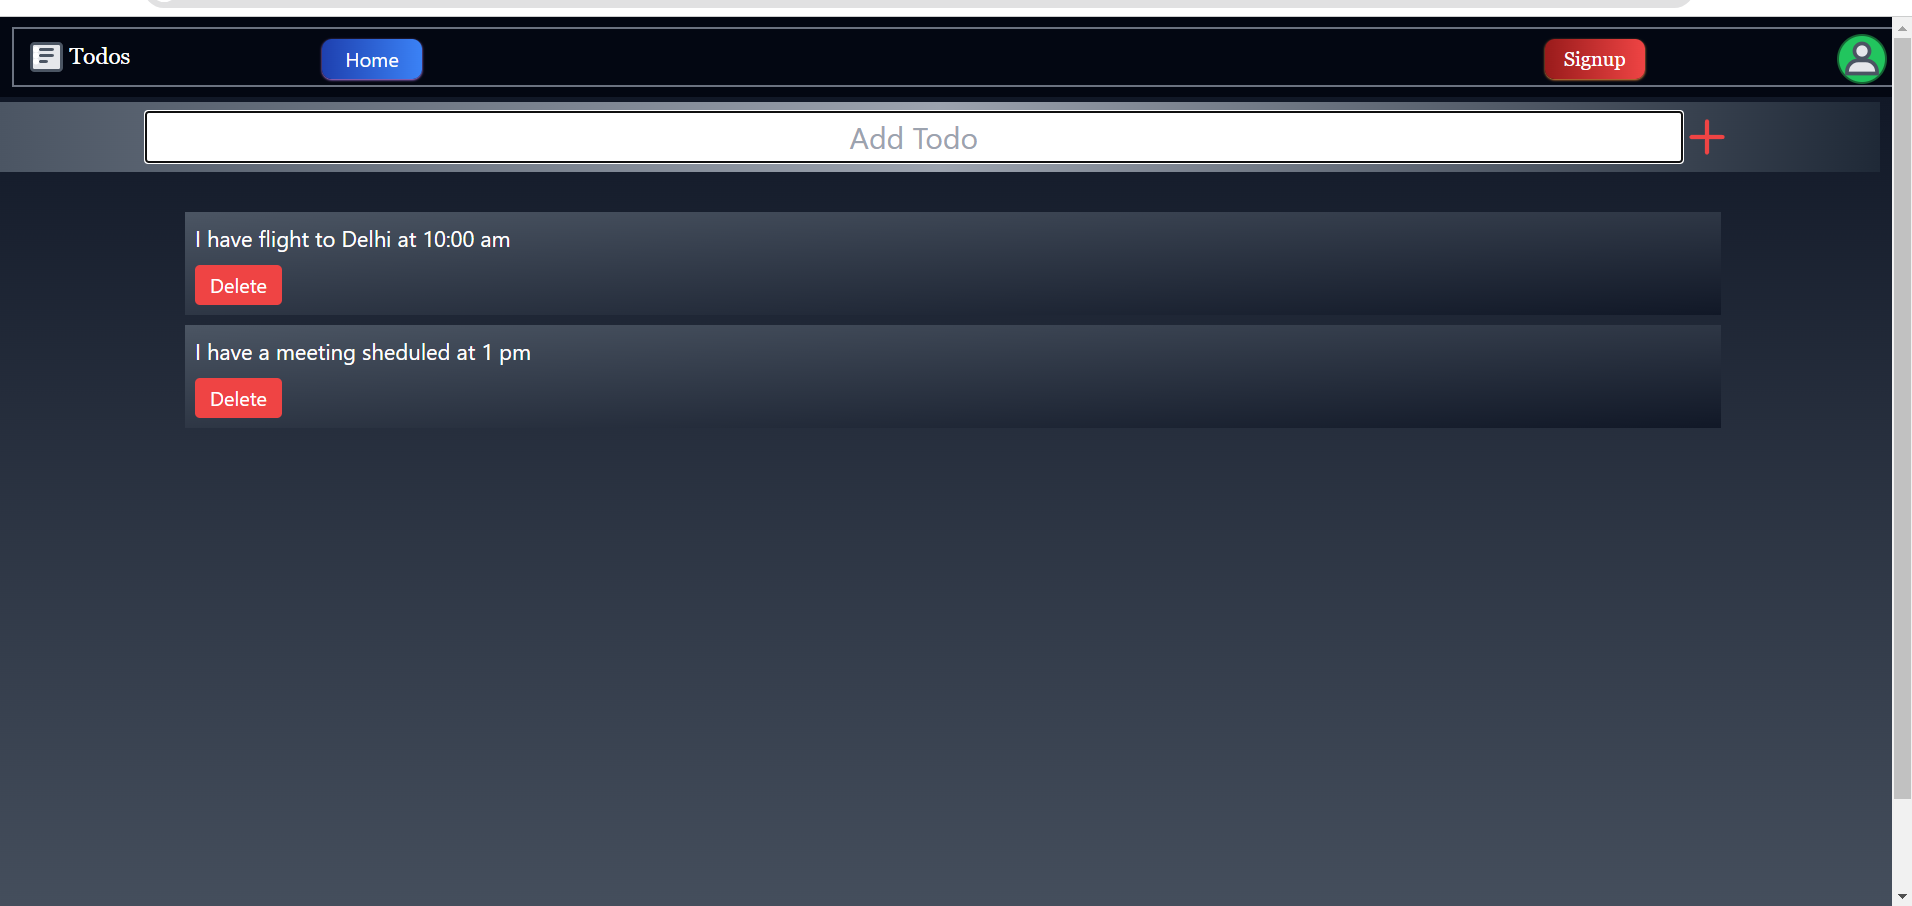 Todos
Home
Signup
Add Todo
I have flight to Delhi at 10:00 am
Delete
I have a meeting sheduled at 1 pm
Delete